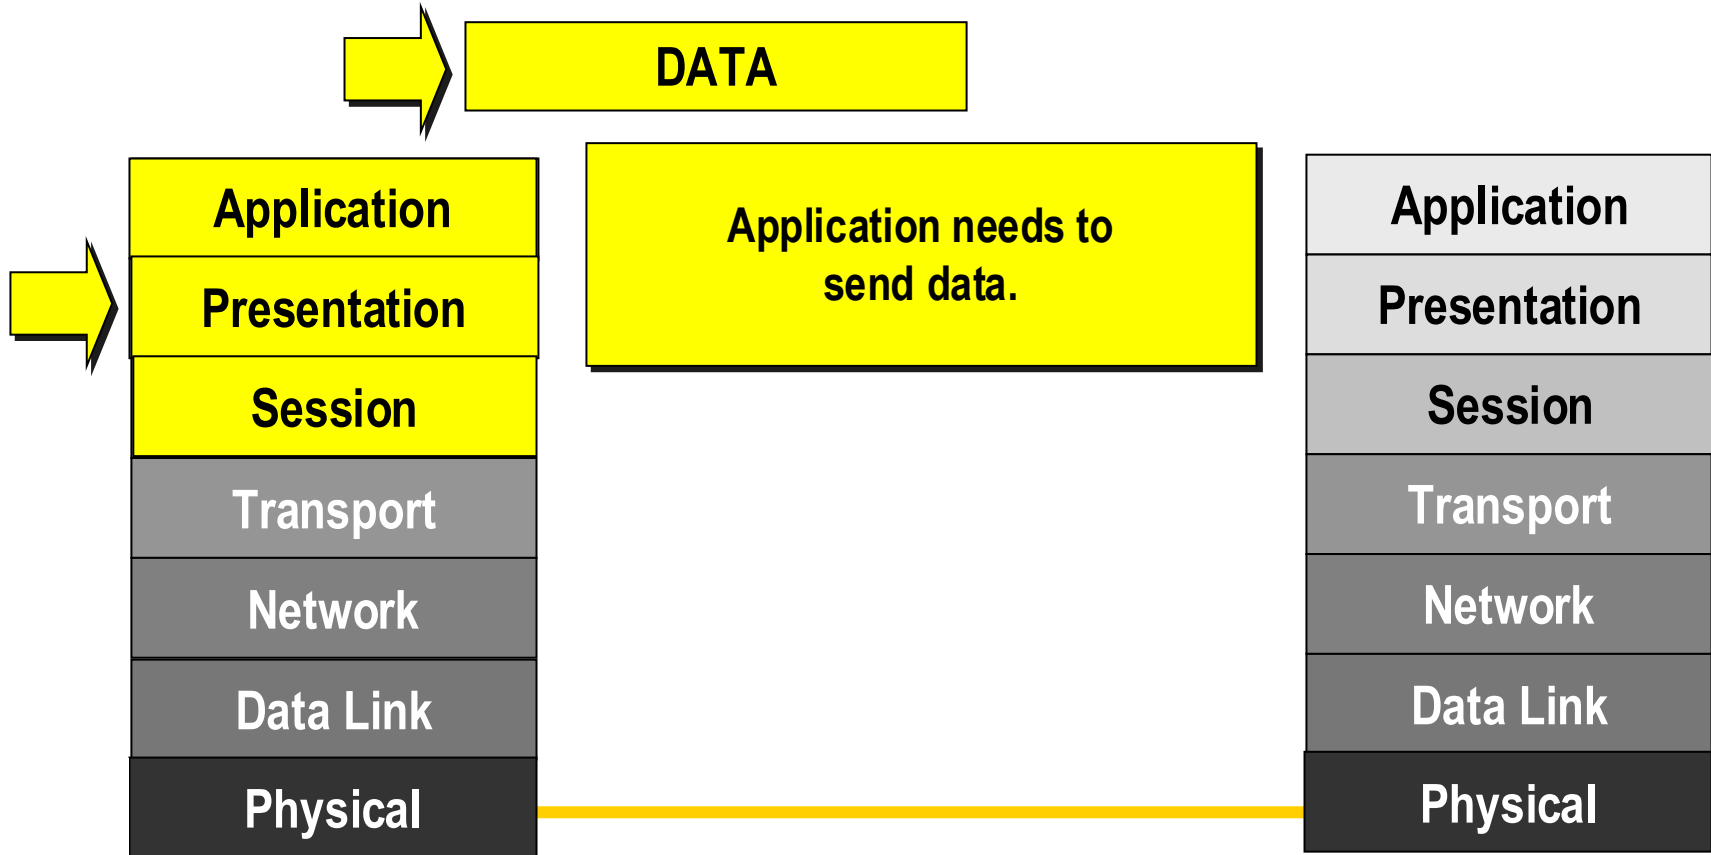 DATA
Application
Presentation
Session
Transport
Network
Data Link
Physical
Application needs to
send data.
Application
Presentation
Session
Transport
Network
Data Link
Physical